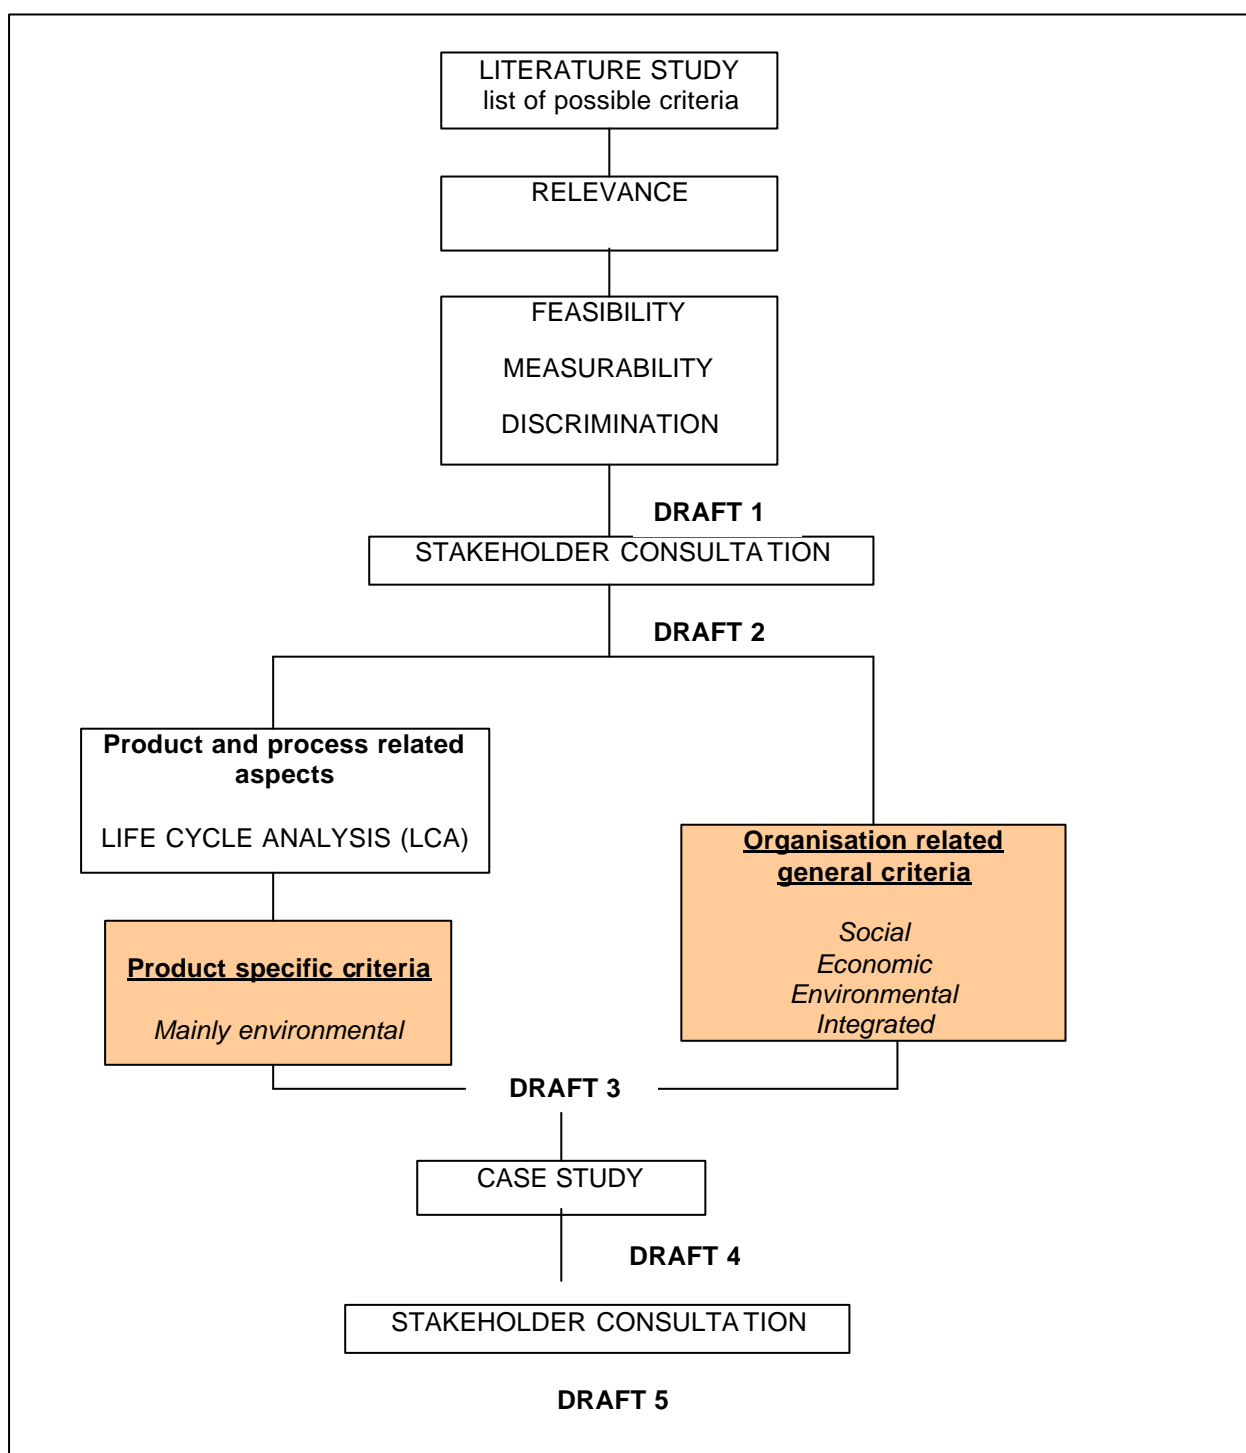 LITERATURE STUDY
list of possible criteria
RELEVANCE
FEASIBILITY
MEASURABILITY
DISCRIMINATION
DRAFT 1
STAKEHOLDER CONSULTATION
DRAFT 2
Product and process related
aspects
LIFE CYCLE ANALYSIS (LCA)
Organisation related
general criteria
Social
Economic
Environmental
Integrated
Product specific criteria
Mainly environmental
DRAFT 3
CASE STUDY
DRAFT 4
STAKEHOLDER CONSULTATION
DRAFT 5